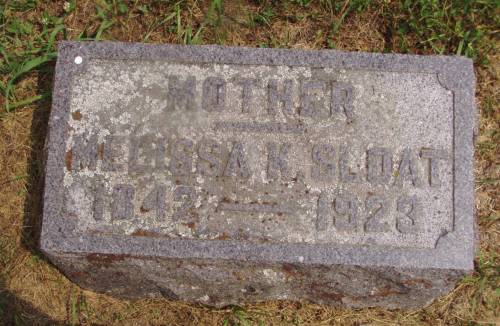 MOTHER
MELISSA K. SLOAT
1842 — 1923